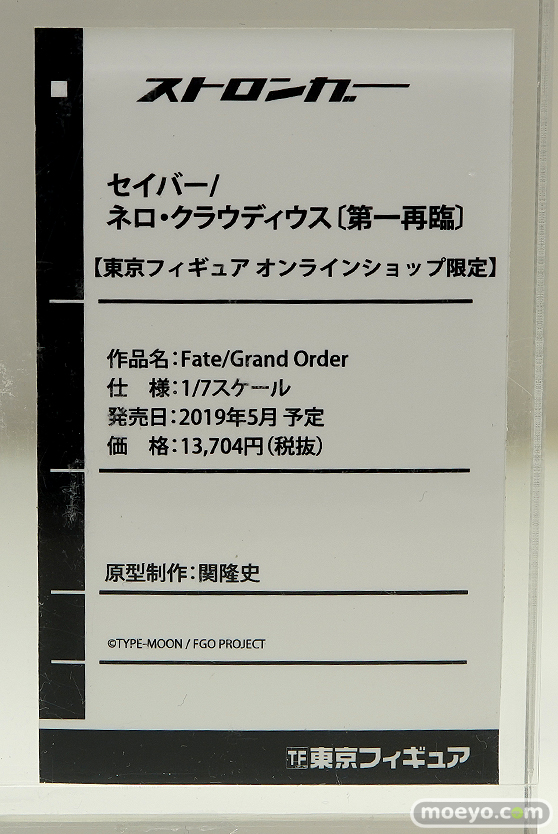 ストロンガー
セイバー/
ネロ・クラウディウス〔第一再臨〕
【東京フィギュア オンラインショップ限定】
作品名：Fate/Grand Order
仕　様：1/7スケール
発売日：2019年5月 予定
価　格：13,704円（税抜）
原型制作：関隆史
©TYPE-MOON / FGO PROJECT
TF 東京フィギュア
moeyo.com